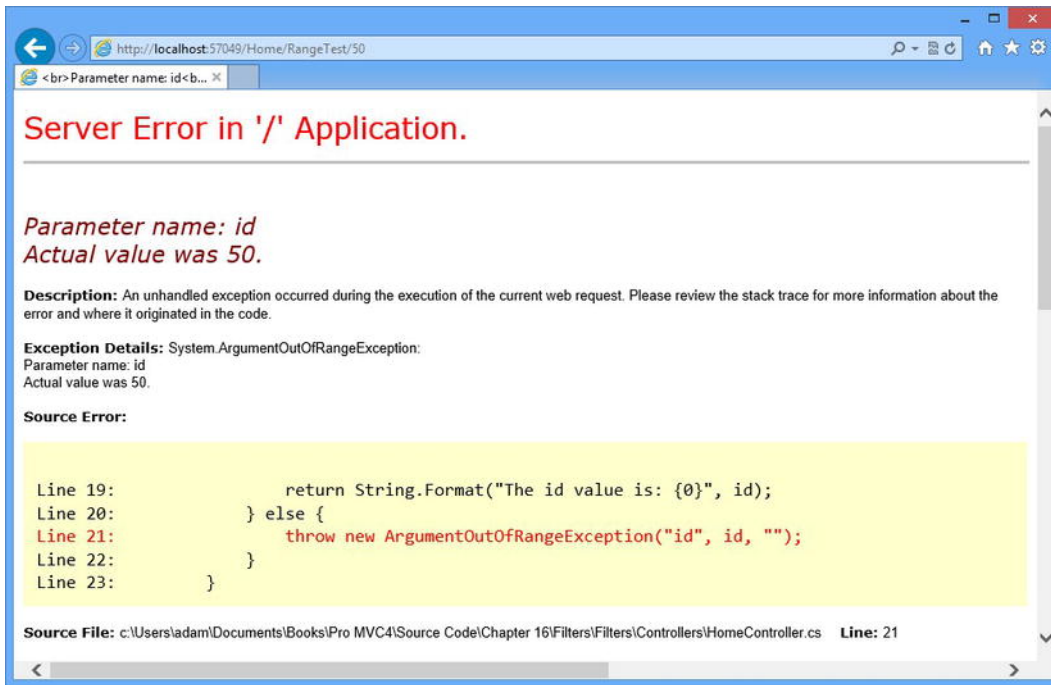 http://localhost:57049/Home/RangeTest/50
<br>Parameter name: id<b...
Server Error in '/' Application.
Parameter name: id
Actual value was 50.
Description: An unhandled exception occurred during the execution of the current web request. Please review the stack trace for more information about the
error and where it originated in the code.
Exception Details: System.ArgumentOutOfRangeException:
Parameter name: id
Actual value was 50.
Source Error:
Line 19:                 return String.Format("The id value is: {0}", id);
Line 20:             } else {
Line 21:                 throw new ArgumentOutOfRangeException("id", id, "");
Line 22:             }
Line 23:         }
Source File: c:\Users\adam\Documents\Books\Pro MVC4\Source Code\Chapter 16\Filters\Filters\Controllers\HomeController.cs    Line: 21